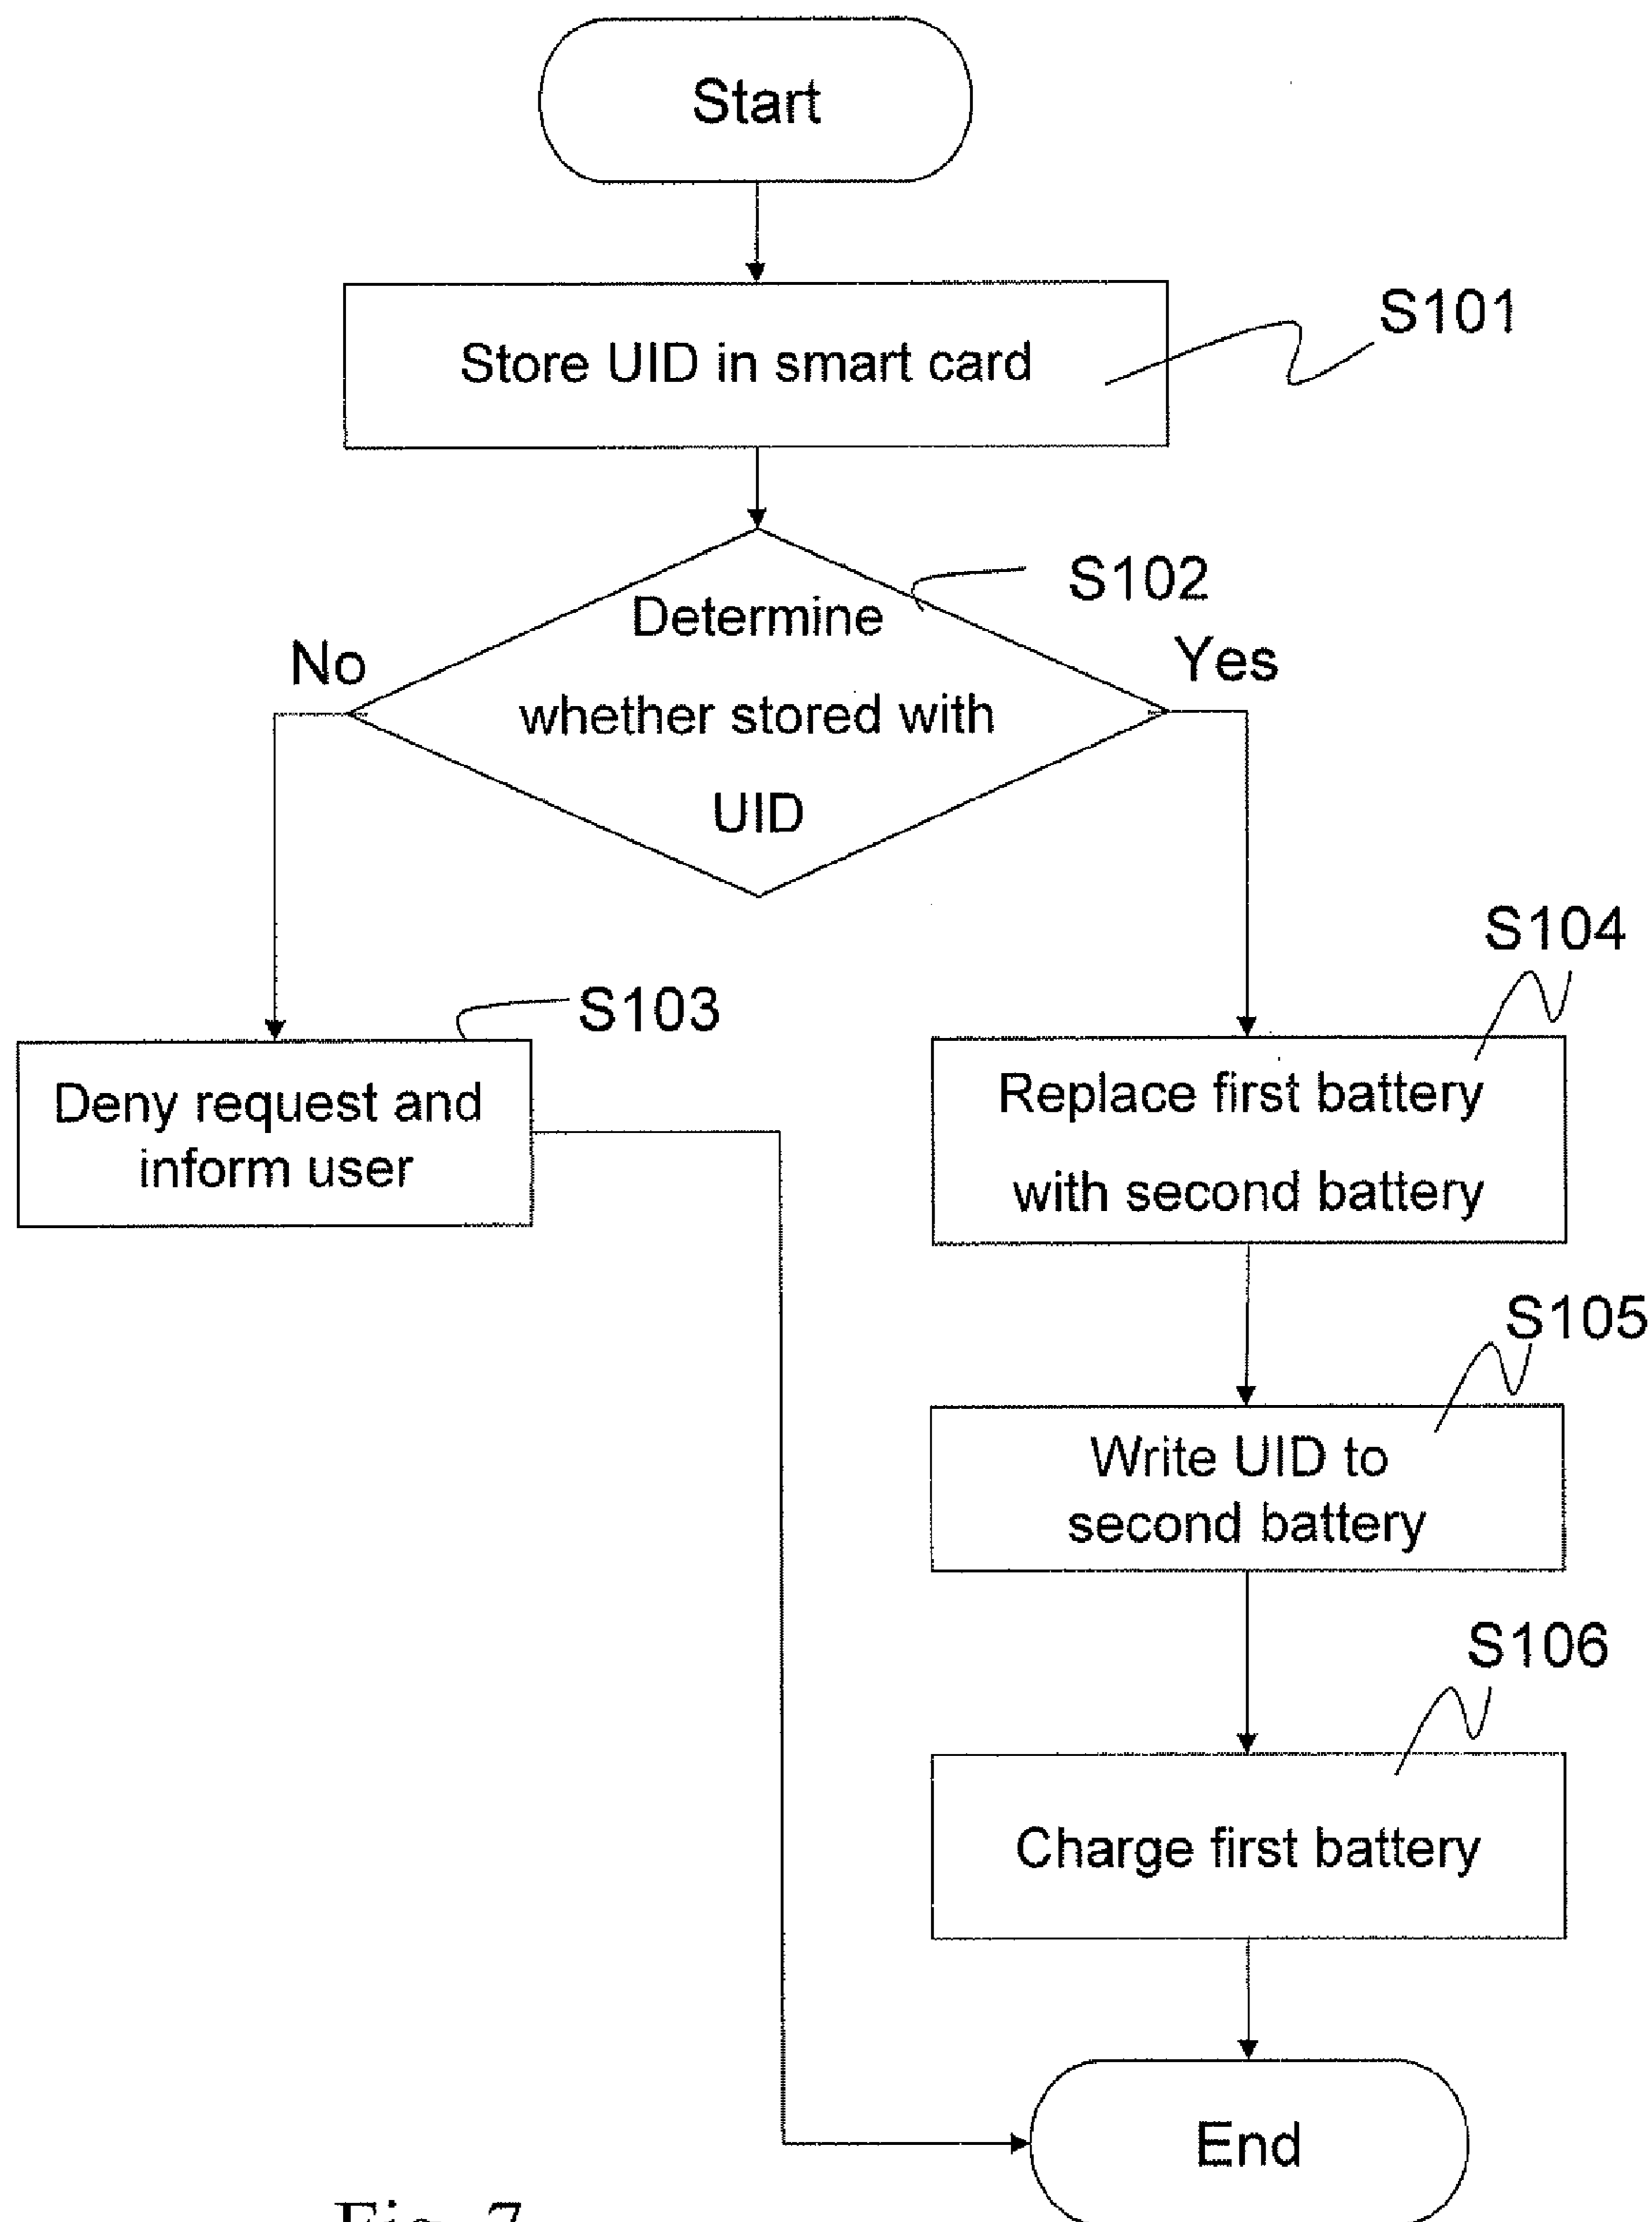 Start
Store UID in smart card
S101
Determine
whether stored with
UID
S102
No
Yes
S103
Deny request and
inform user
S104
Replace first battery
with second battery
S105
Write UID to
second battery
S106
Charge first battery
End
Fig. 7